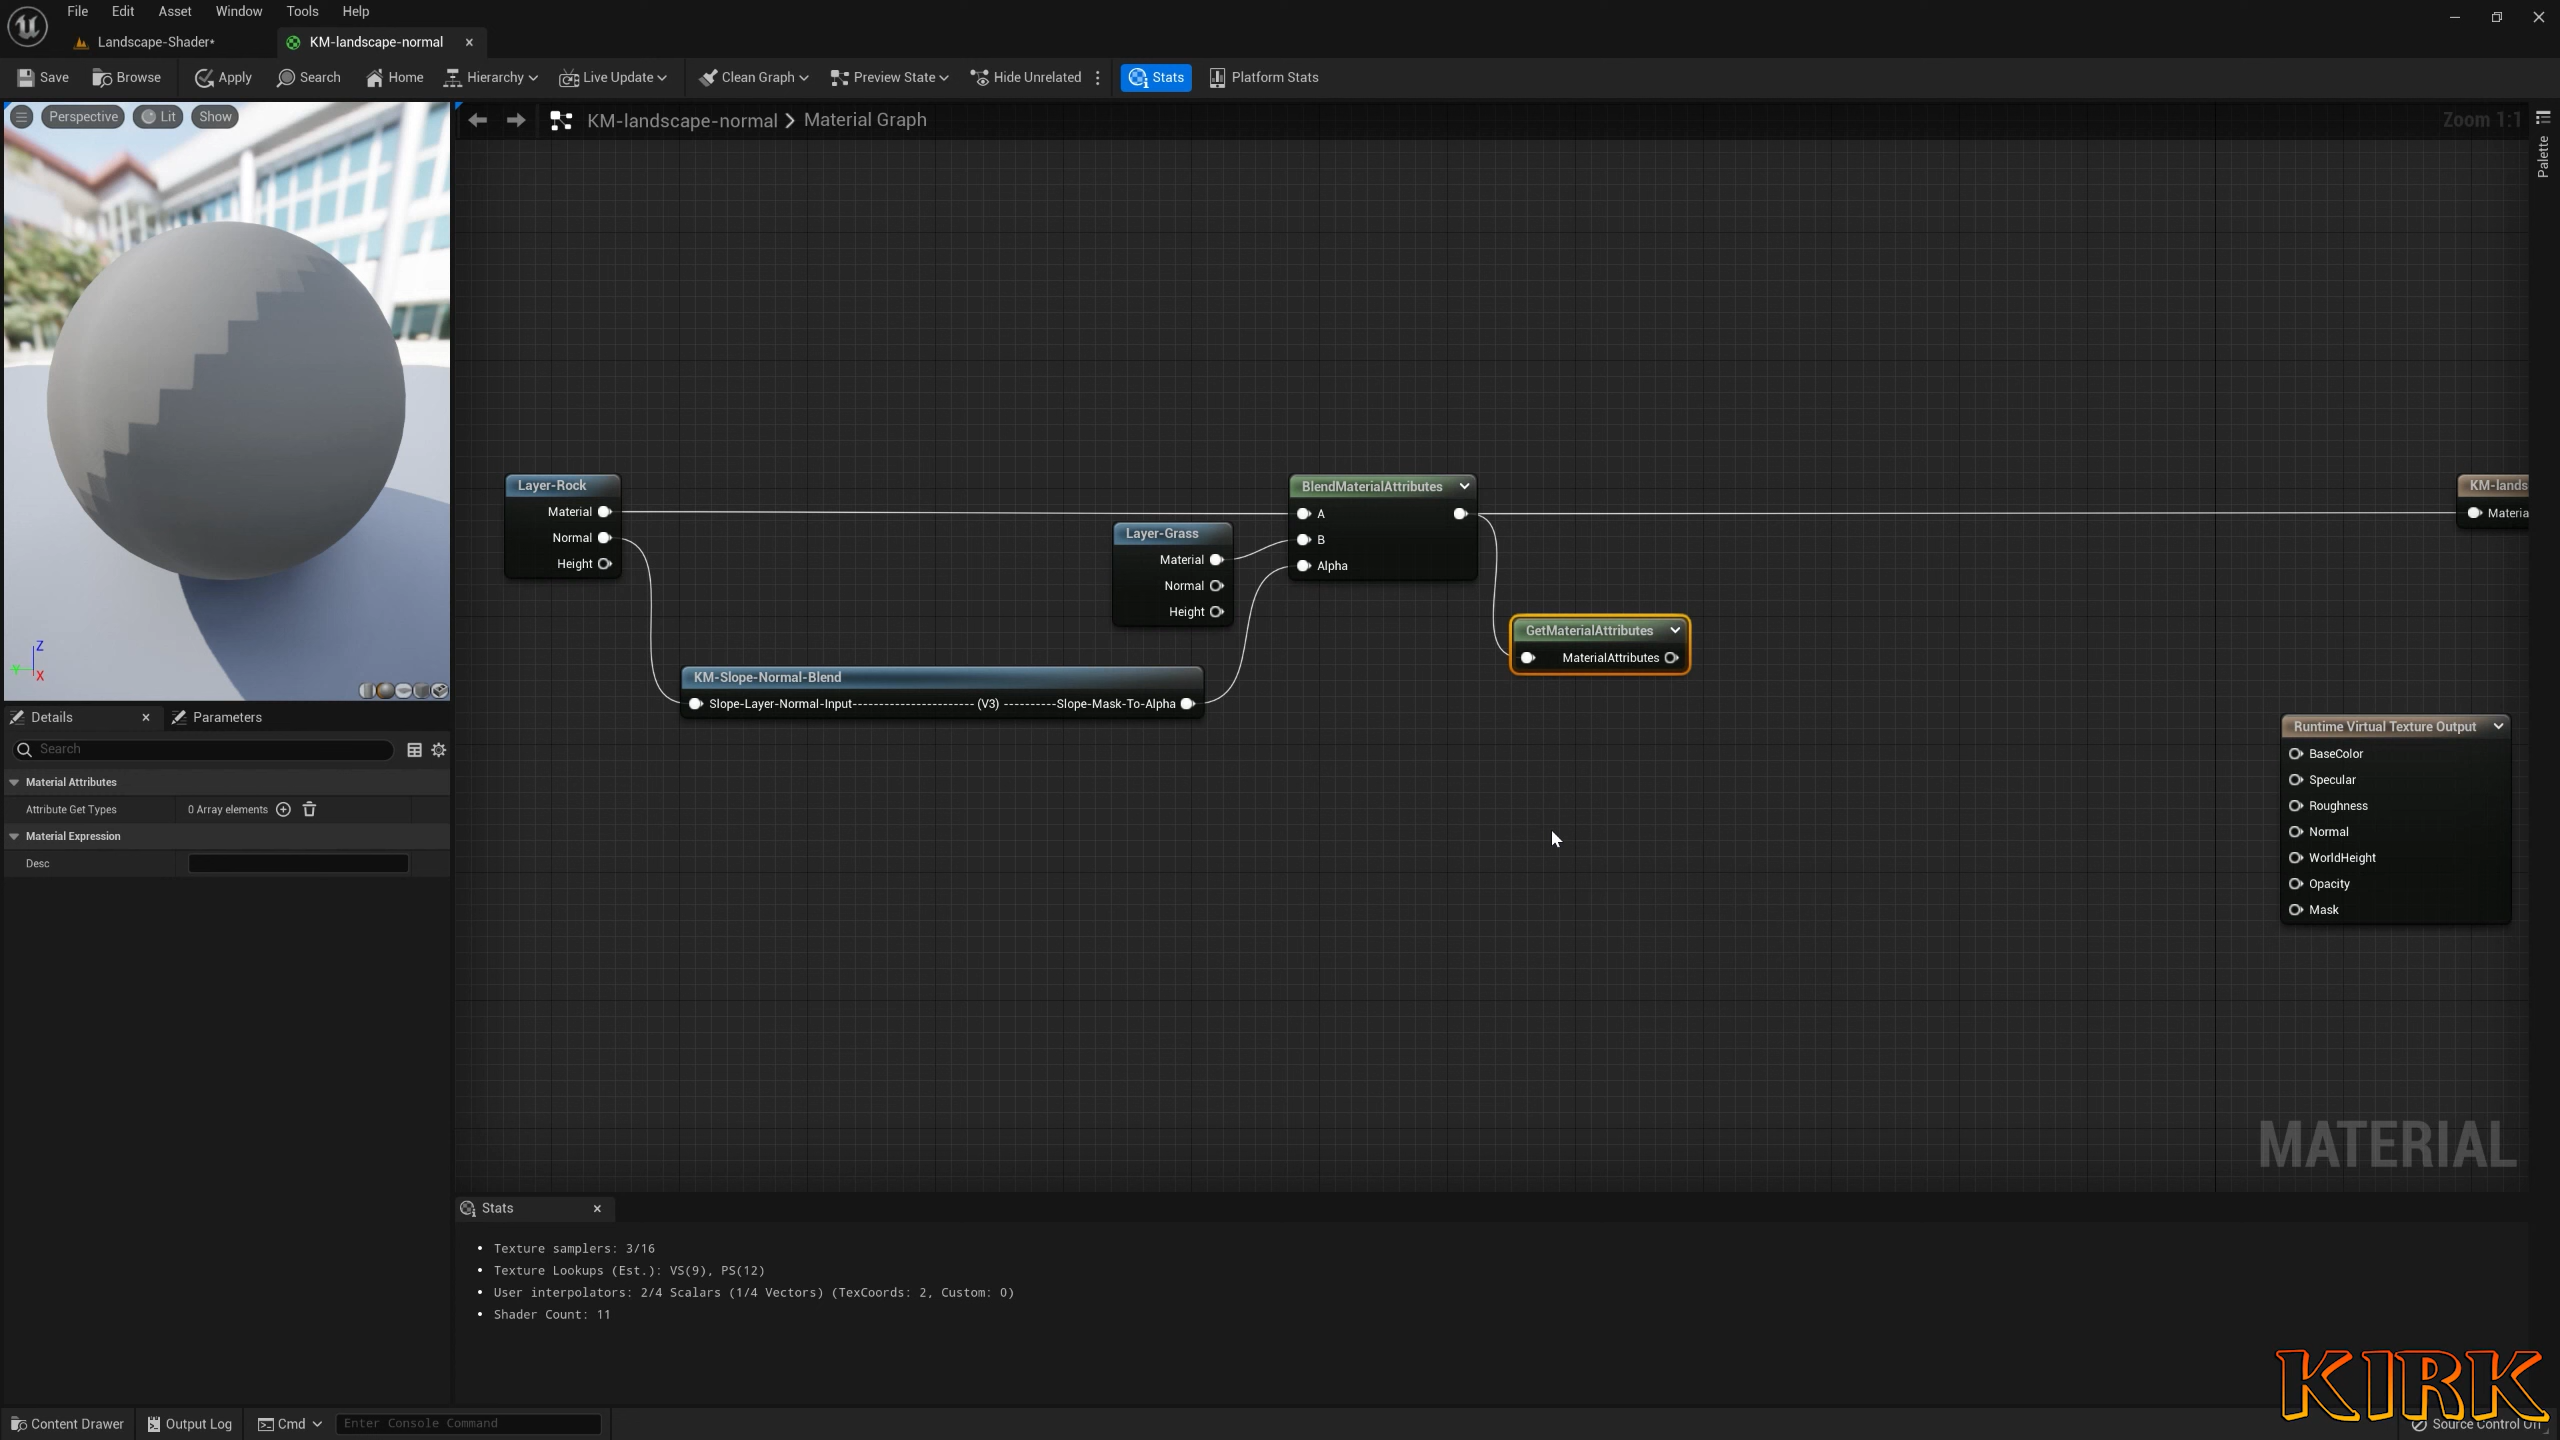 File Edit Asset Window Tools Help
Landscape-Shader*
KM-landscape-normal
Save Browse Apply Search Home Hierarchy Live Update Clean Graph Preview State Hide Unrelated Stats Platform Stats
Perspective Lit Show
KM-landscape-normal > Material Graph
Zoom 1:1
Palette
Layer-Rock
Material
Normal
Height
Layer-Grass
Material
Normal
Height
BlendMaterialAttributes
A
B
Alpha
KM-Slope-Normal-Blend
Slope-Layer-Normal-Input----------------------- (V3) ----------Slope-Mask-To-Alpha
GetMaterialAttributes
MaterialAttributes
KM-lands
Materia
Runtime Virtual Texture Output
BaseColor
Specular
Roughness
Normal
WorldHeight
Opacity
Mask
MATERIAL
Z
Y
X
Details
Parameters
Search
Material Attributes
Attribute Get Types 0 Array elements
Material Expression
Desc
Stats
• Texture samplers: 3/16
• Texture Lookups (Est.): VS(9), PS(12)
• User interpolators: 2/4 Scalars (1/4 Vectors) (TexCoords: 2, Custom: 0)
• Shader Count: 11
KIRK
Content Drawer Output Log Cmd Enter Console Command
Source Control Off